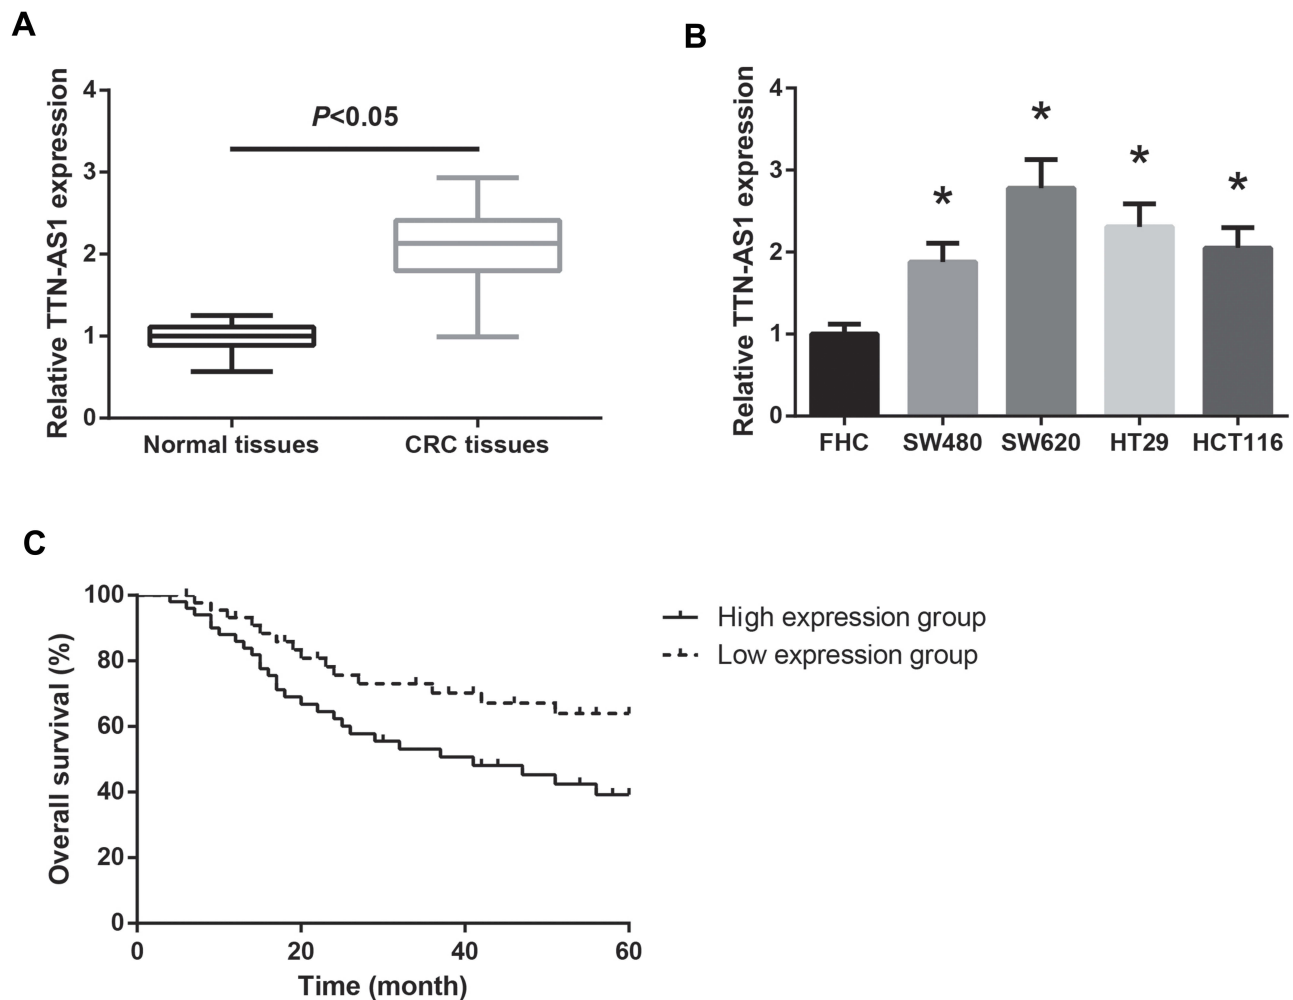 A
Relative TTN-AS1 expression
4
3
2
1
0
P<0.05
Normal tissues
CRC tissues
B
Relative TTN-AS1 expression
4
3
2
1
0
*
*
*
*
FHC
SW480
SW620
HT29
HCT116
C
Overall survival (%)
100
80
60
40
20
0
0
20
40
60
Time (month)
High expression group
Low expression group